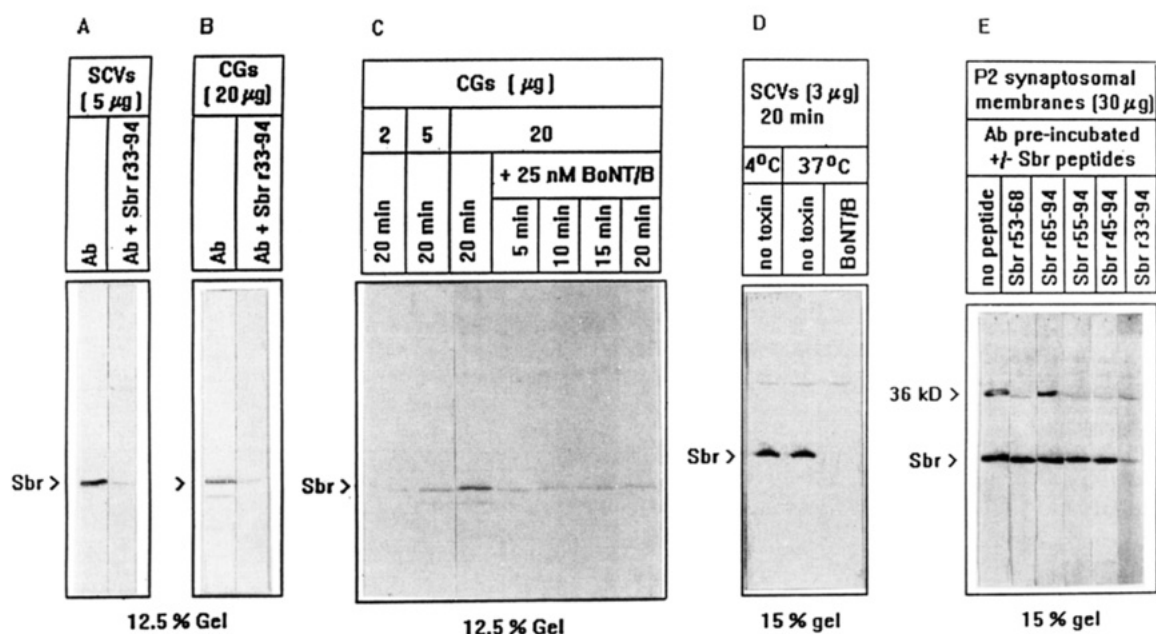 A
B
C
D
E
SCVs
( 5 µg )
Ab
Ab + Sbr r33-94
CGs
( 20 µg)
Ab
Ab + Sbr r33-94
CGs ( µg )
2
5
20
+ 25 nM BoNT/B
20 min
20 min
20 min
5 min
10 min
15 min
20 min
SCVs (3 µg )
20 min
4ºC
37ºC
no toxin
no toxin
BoNT/B
P2 synaptosomal
membranes (30 µg)
Ab pre-incubated
+/- Sbr peptides
no peptide
Sbr r53-68
Sbr r65-94
Sbr r55-94
Sbr r45-94
Sbr r33-94
36 kD >
Sbr >
>
Sbr >
Sbr >
Sbr >
12.5 % Gel
12.5 % Gel
15 % gel
15 % gel